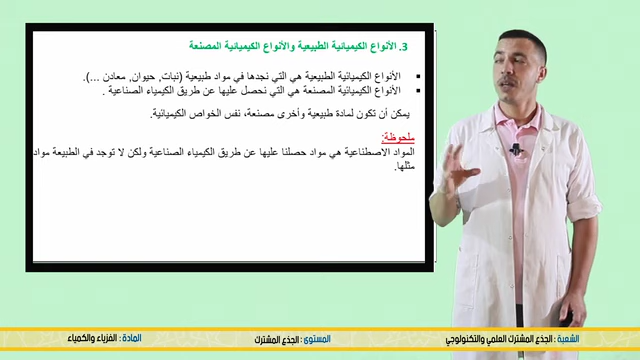 3. الأنواع الكيميائية الطبيعية والأنواع الكيميائية المصنعة
الأنواع الكيميائية الطبيعية هي التي نجدها في مواد طبيعية (نبات, حيوان, معادن ...).
الأنواع الكيميائية المصنعة هي التي نحصل عليها عن طريق الكيمياء الصناعية .
يمكن أن تكون لمادة طبيعية وأخرى مصنعة، نفس الخواص الكيميائية.
ملحوظة:
المواد الاصطناعية هي مواد حصلنا عليها عن طريق الكيمياء الصناعية ولكن لا توجد في الطبيعة مواد
مثلها.
الشعبة : الجذع المشترك العلمي والتكنولوجي
المستوى : الجذع المشترك
المادة : الفزياء والكمياء